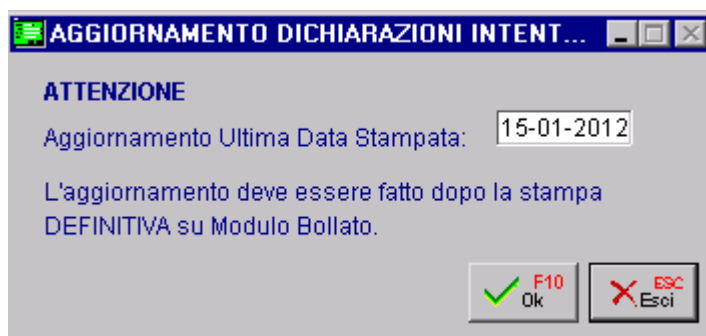 AGGIORNAMENTO DICHIARAZIONI INTENT...
ATTENZIONE
Aggiornamento Ultima Data Stampata: 15-01-2012
L'aggiornamento deve essere fatto dopo la stampa
DEFINITIVA su Modulo Bollato.
F10 ESC
Ok Esci